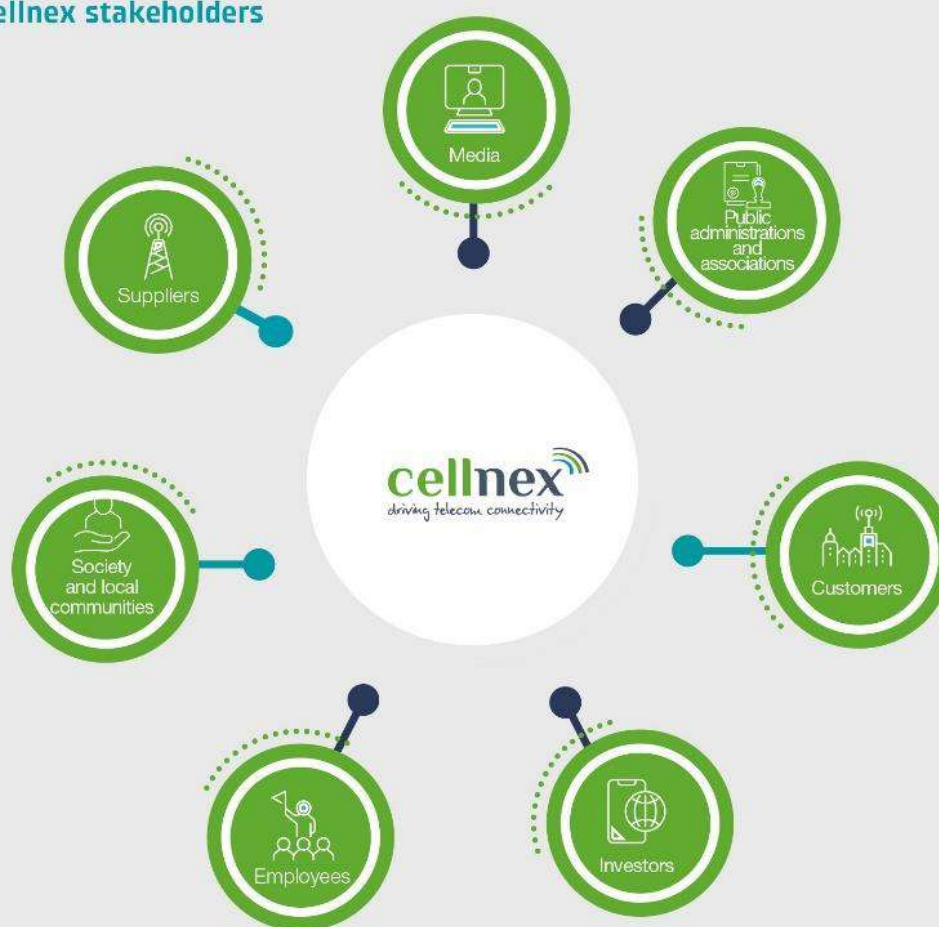 ellnex stakeholders
Media
Public
administrations
and
associations
Suppliers
cellnex
driving telecom connectivity
Society
and local
communities
Customers
Employees
Investors